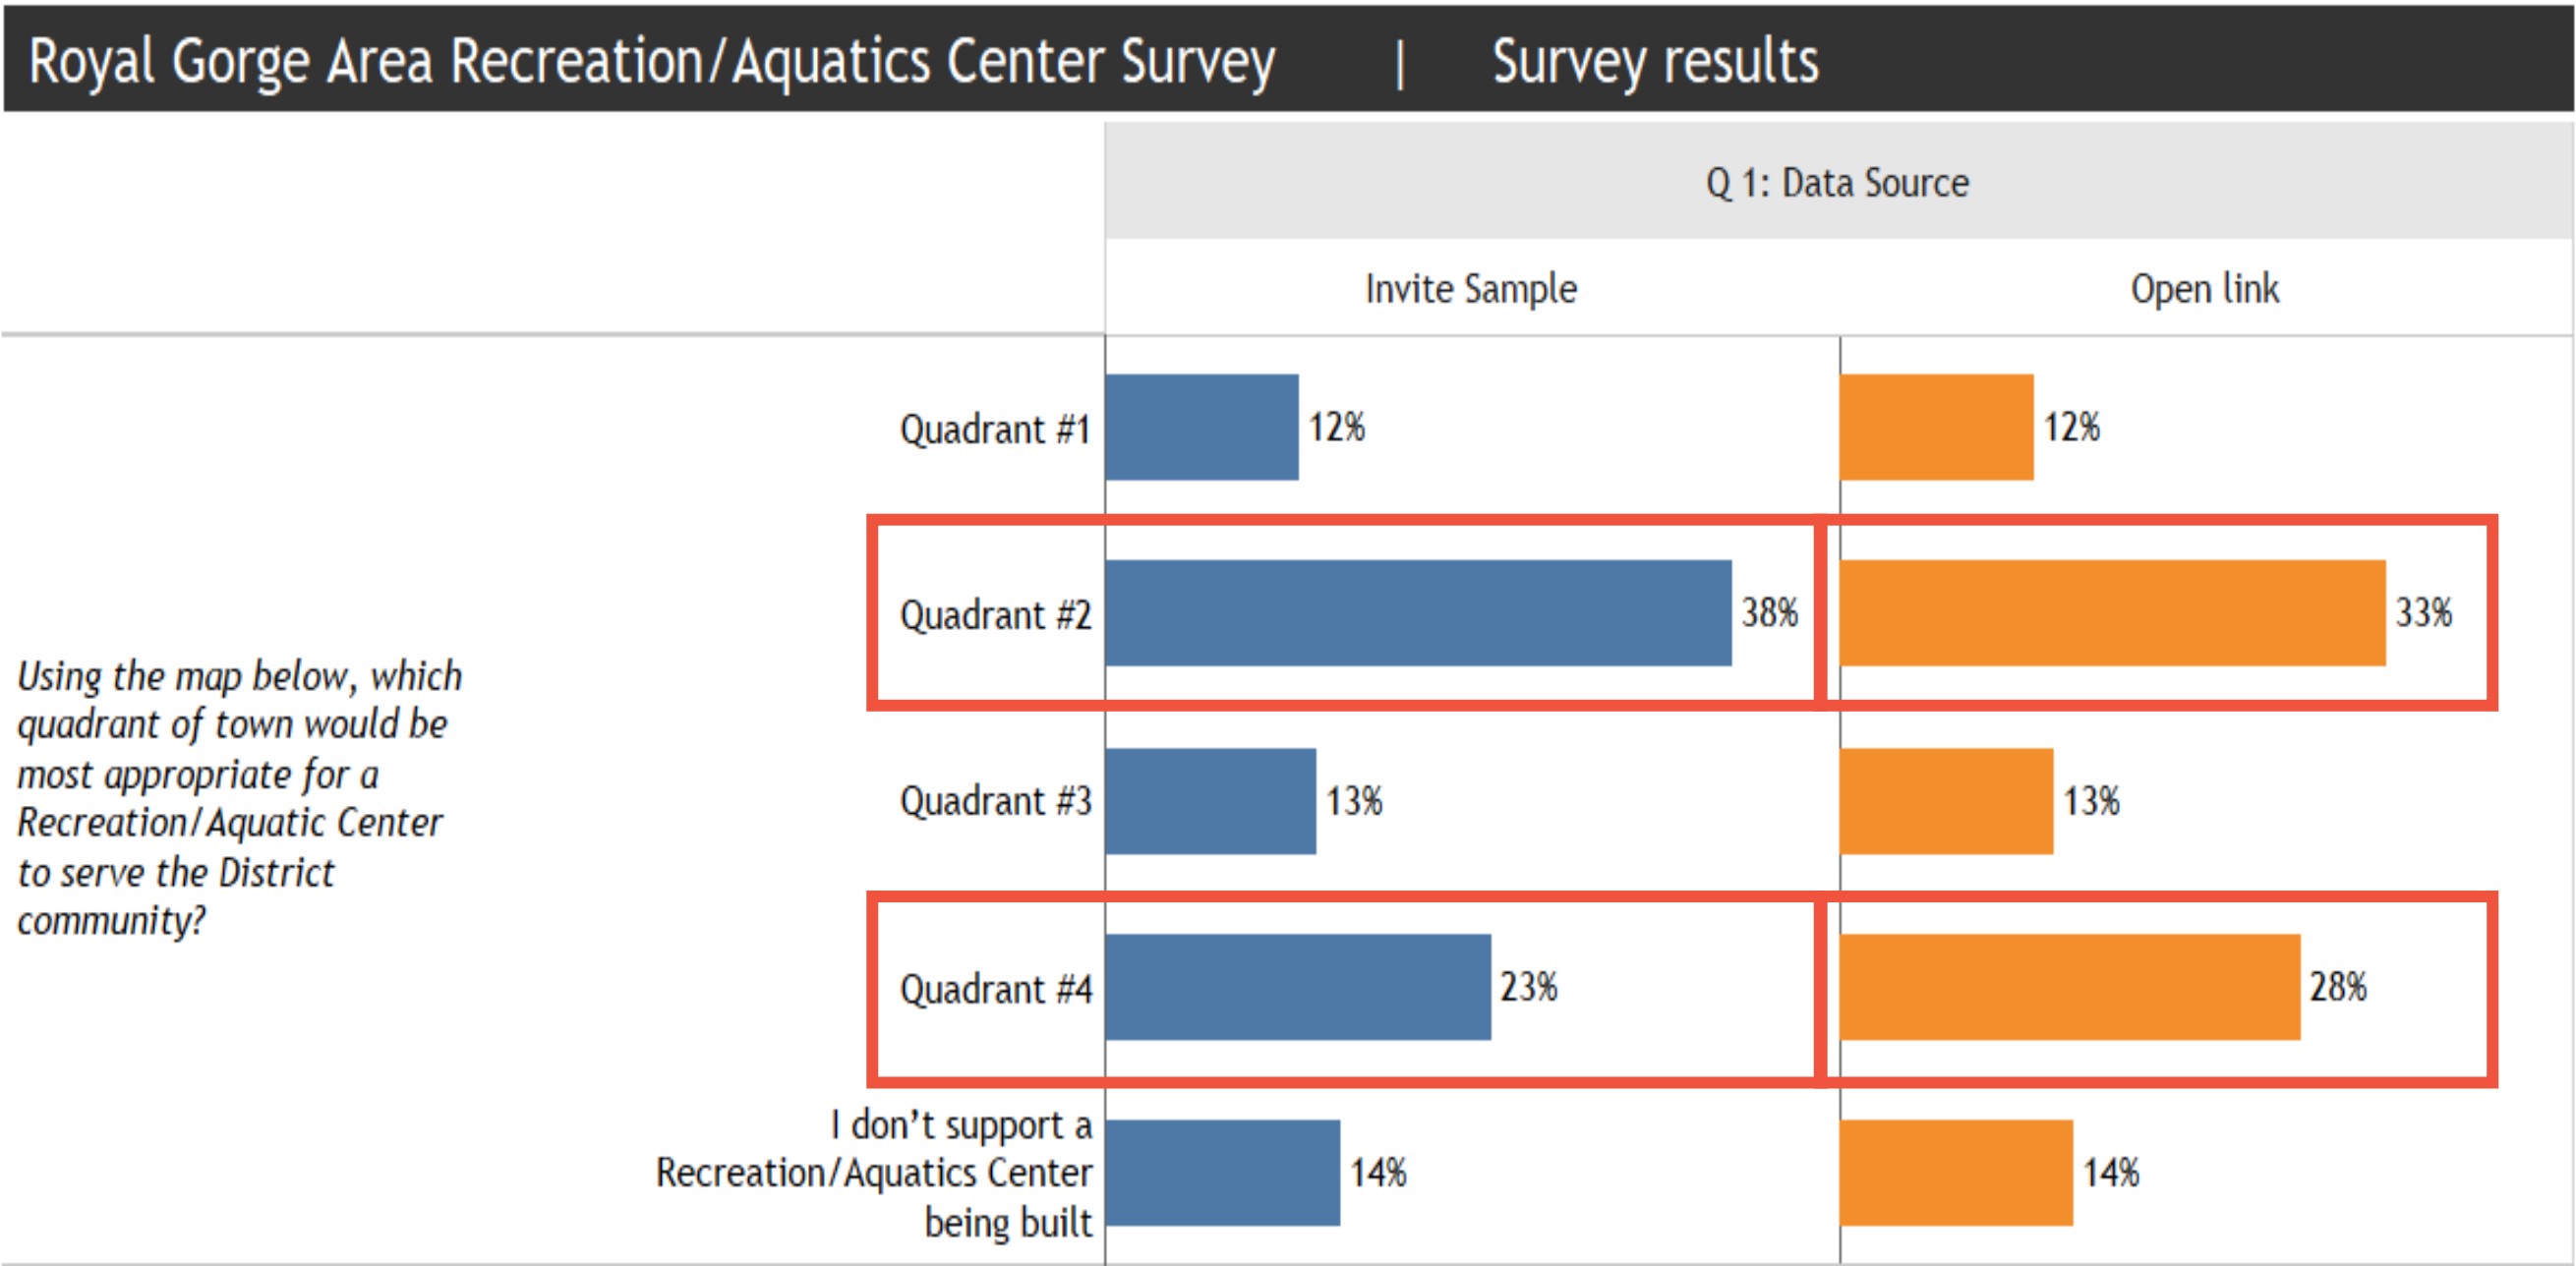 Royal Gorge Area Recreation/Aquatics Center Survey | Survey results
Q 1: Data Source
Invite Sample Open link
Using the map below, which
quadrant of town would be
most appropriate for a
Recreation/Aquatic Center
to serve the District
community?
Quadrant #1 12% 12%
Quadrant #2 38% 33%
Quadrant #3 13% 13%
Quadrant #4 23% 28%
I don’t support a
Recreation/Aquatics Center 14% 14%
being built